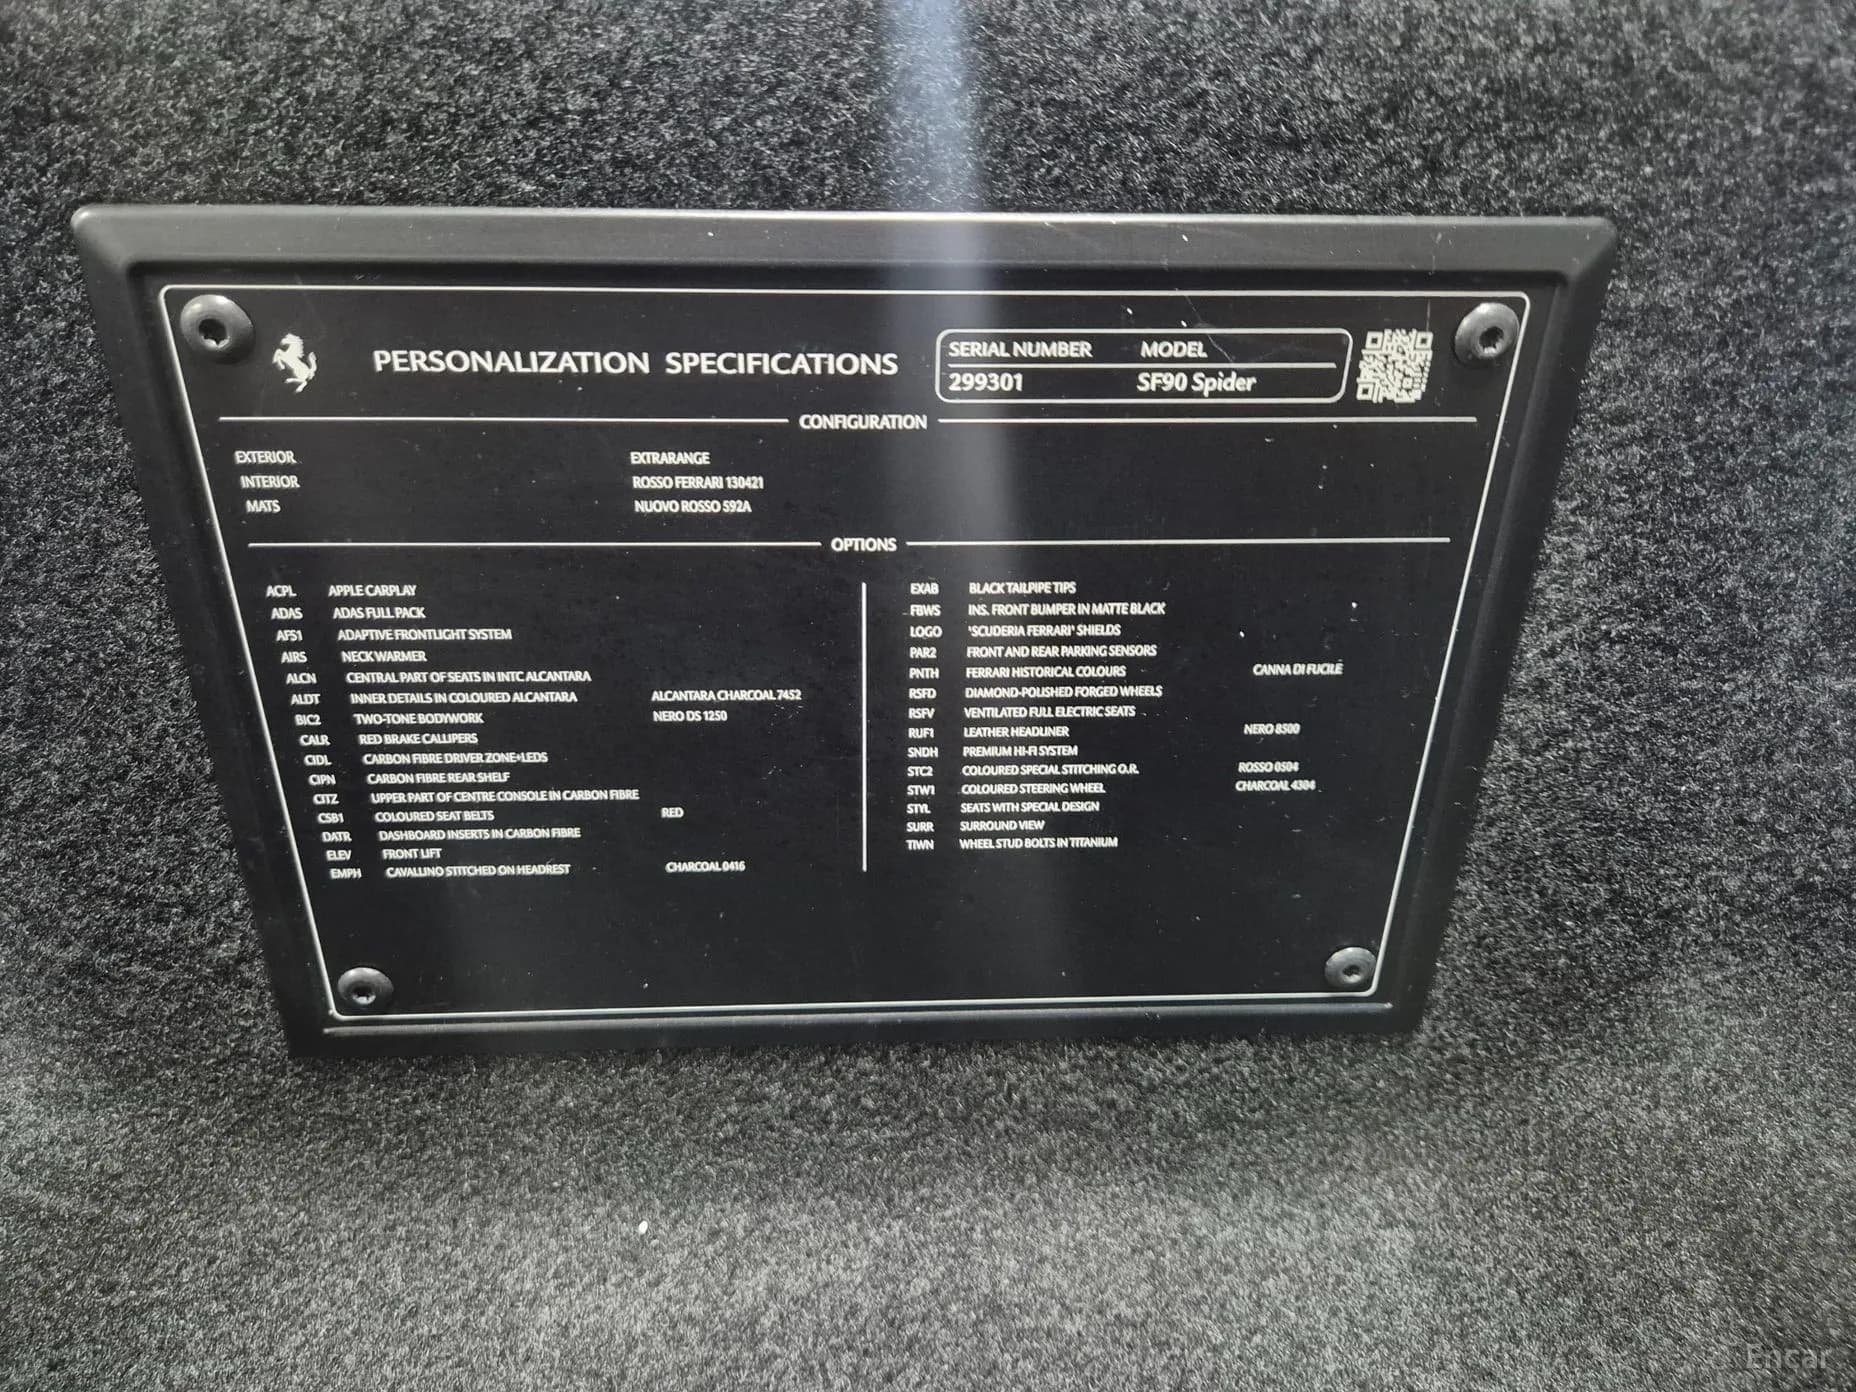 PERSONALIZATION SPECIFICATIONS
SERIAL NUMBER MODEL
299301 SF90 Spider
CONFIGURATION
EXTERIOR EXTRARANGE
INTERIOR ROSSO FERRARI 130421
MATS NUOVO ROSSO 592A
OPTIONS
ACPL APPLE CARPLAY
ADAS ADAS FULL PACK
AFS1 ADAPTIVE FRONTLIGHT SYSTEM
AIRS NECK WARMER
ALCN CENTRAL PART OF SEATS IN INTC ALCANTARA
ALDT INNER DETAILS IN COLOURED ALCANTARA ALCANTARA CHARCOAL 7452
BIC2 TWO-TONE BODYWORK NERO DS 1250
CALR RED BRAKE CALLIPERS
CIDL CARBON FIBRE DRIVER ZONE+LEDS
CIPN CARBON FIBRE REAR SHELF
CITZ UPPER PART OF CENTRE CONSOLE IN CARBON FIBRE
CSB1 COLOURED SEAT BELTS RED
DATR DASHBOARD INSERTS IN CARBON FIBRE
ELEV FRONT LIFT
EMPH CAVALLINO STITCHED ON HEADREST CHARCOAL 0416
EXAB BLACK TAILPIPE TIPS
FBWS INS. FRONT BUMPER IN MATTE BLACK
LOGO 'SCUDERIA FERRARI' SHIELDS
PAR2 FRONT AND REAR PARKING SENSORS
PNTH FERRARI HISTORICAL COLOURS CANNA DI FUCILE
RSFD DIAMOND-POLISHED FORGED WHEELS
RSFV VENTILATED FULL ELECTRIC SEATS
RUF1 LEATHER HEADLINER NERO 8500
SNDH PREMIUM HI-FI SYSTEM
STC2 COLOURED SPECIAL STITCHING O.R. ROSSO 0504
STW1 COLOURED STEERING WHEEL CHARCOAL 4304
STYL SEATS WITH SPECIAL DESIGN
SURR SURROUND VIEW
TIWN WHEEL STUD BOLTS IN TITANIUM
Encar